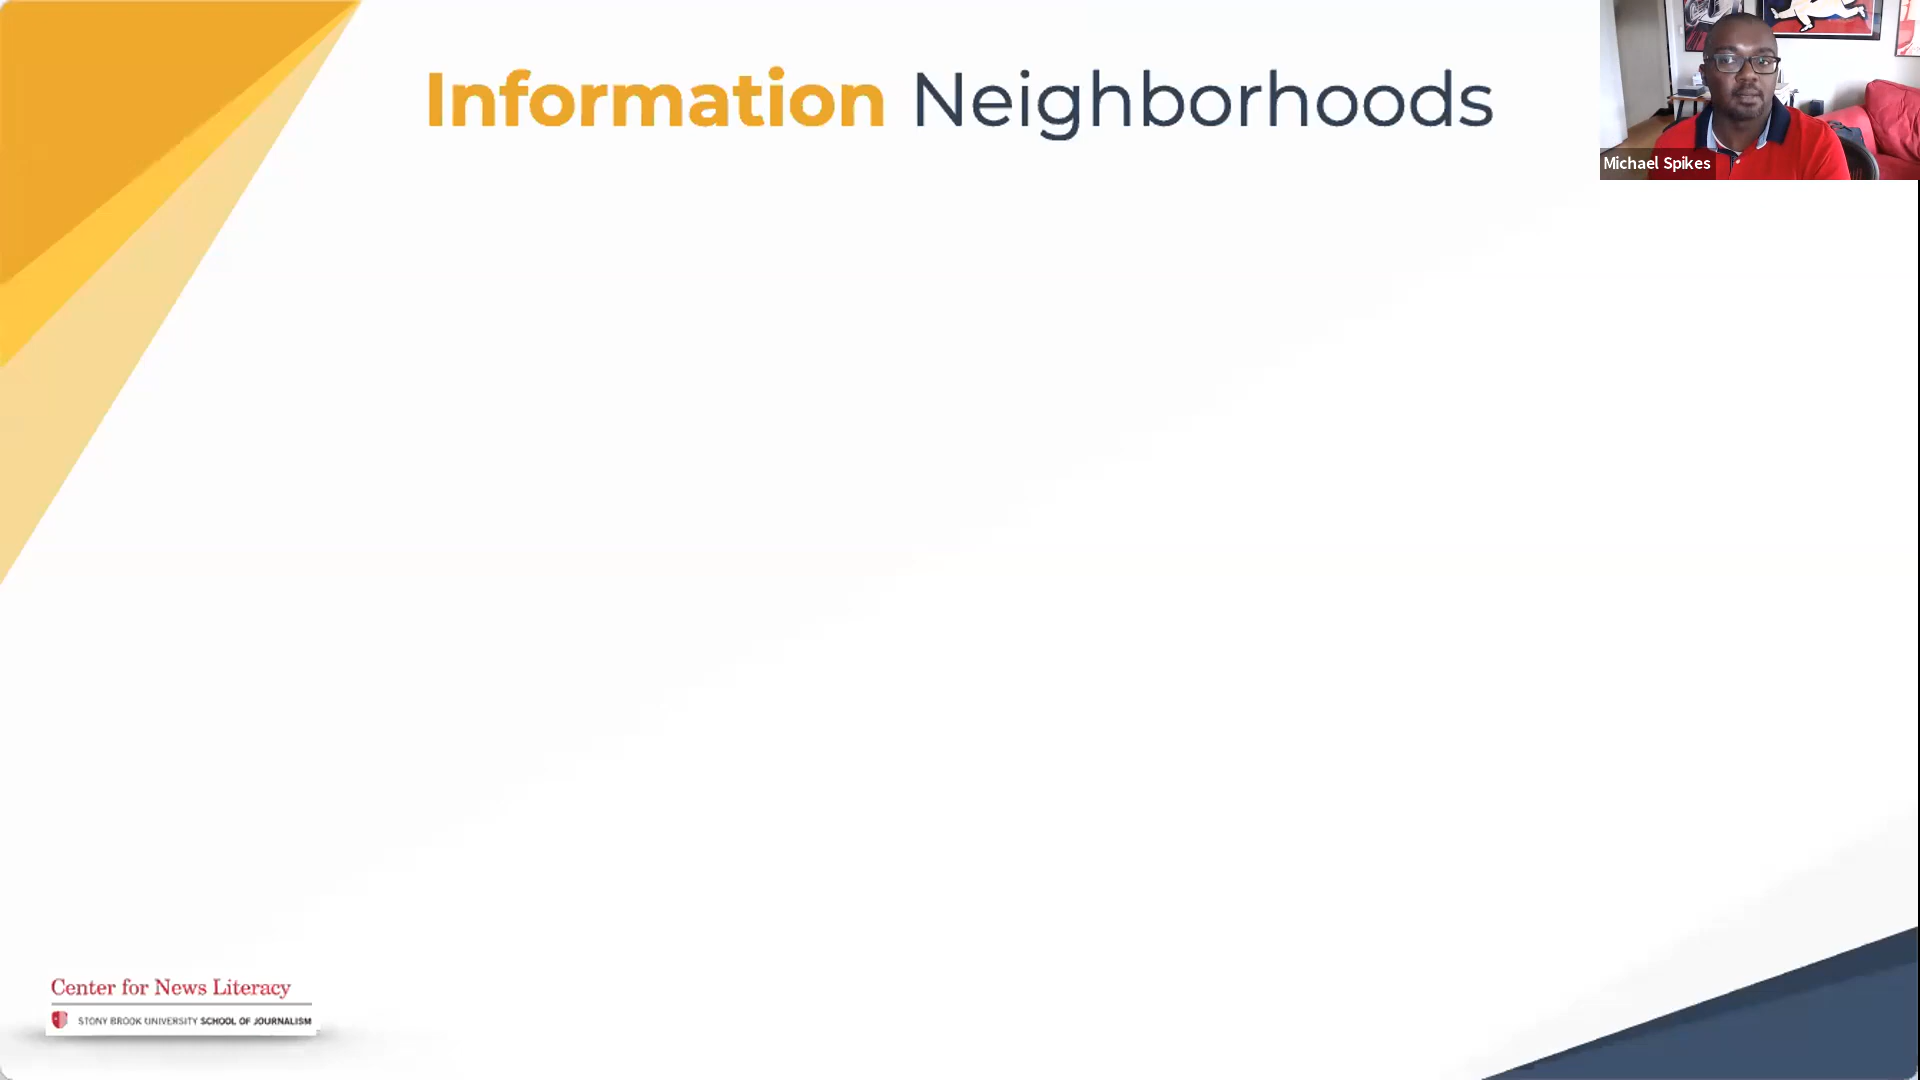 Information Neighborhoods
Michael Spikes
Center for News Literacy
STONY BROOK UNIVERSITY SCHOOL OF JOURNALISM